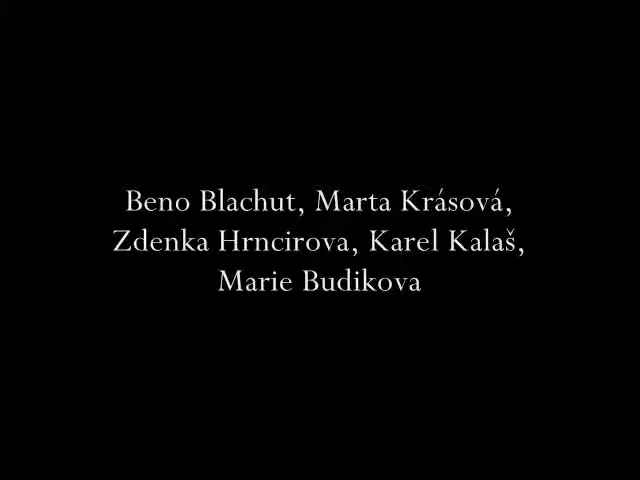 Beno Blachut, Marta Krásová,
Zdenka Hrncirova, Karel Kalaš,
Marie Budikova